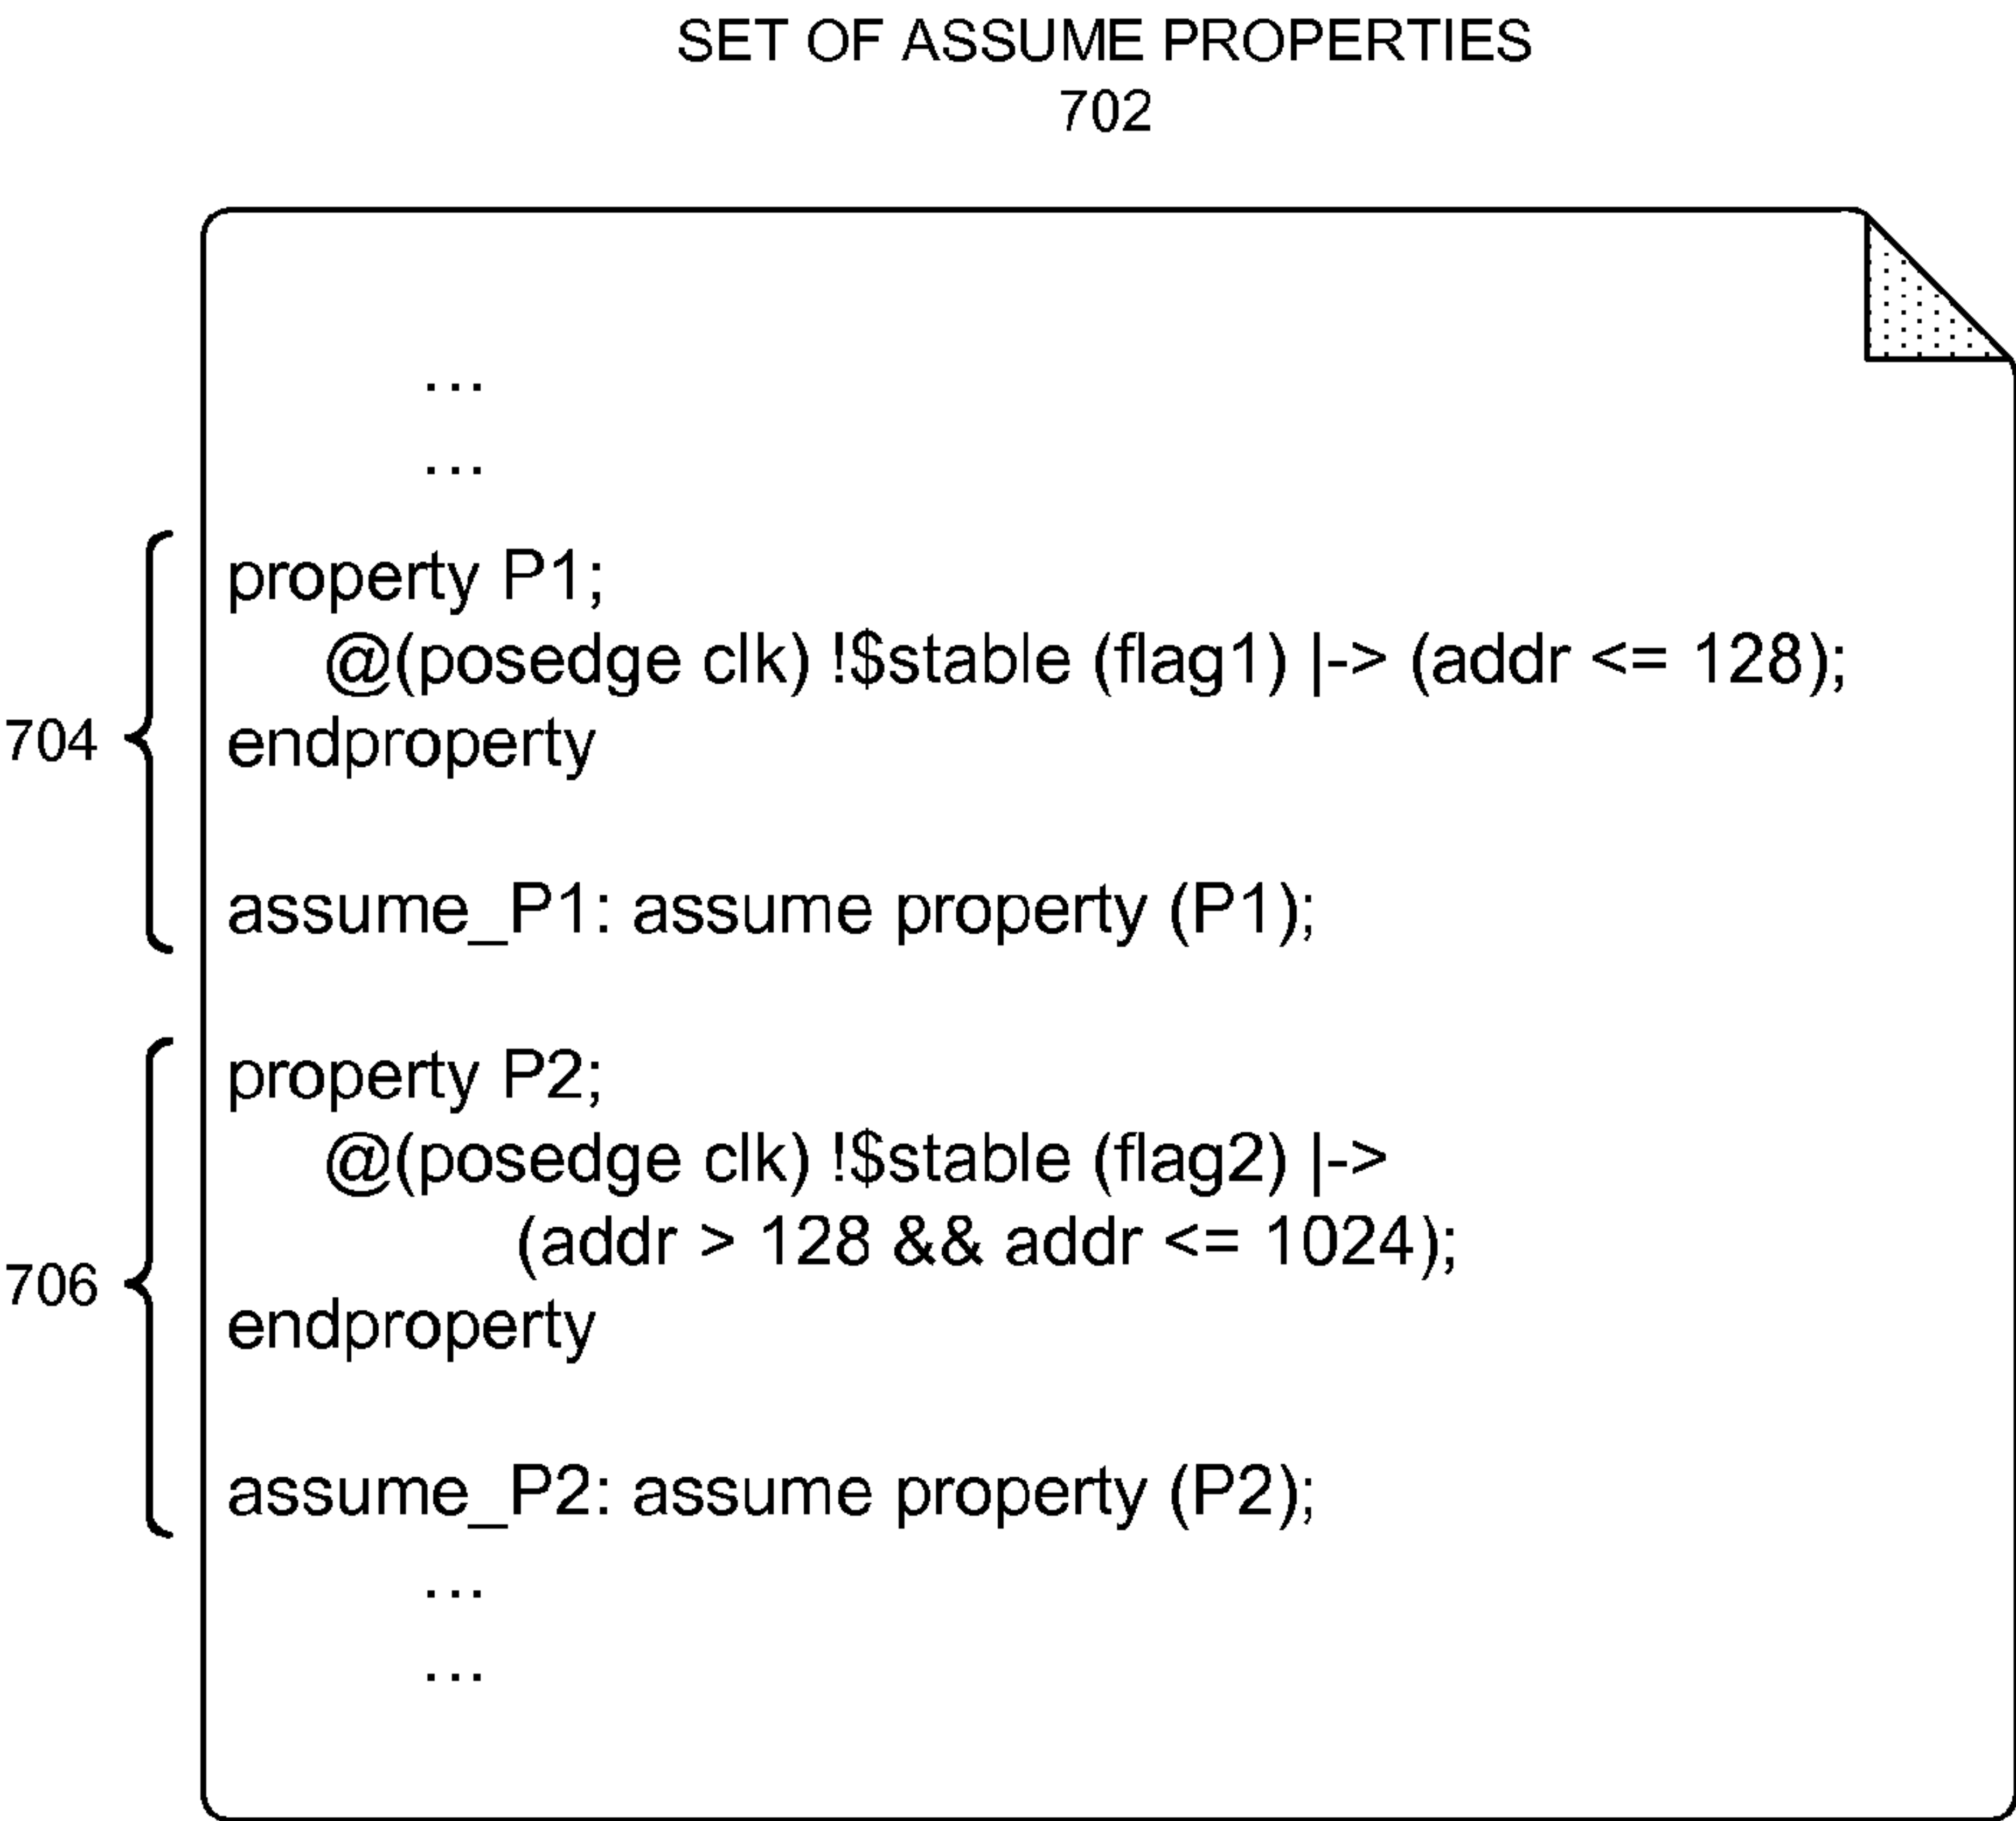 SET OF ASSUME PROPERTIES
702
...
...
704
property P1;
@(posedge clk) !$stable (flag1) |-> (addr <= 128);
endproperty
assume_P1: assume property (P1);
706
property P2;
@(posedge clk) !$stable (flag2) |->
(addr > 128 && addr <= 1024);
endproperty
assume_P2: assume property (P2);
...
...